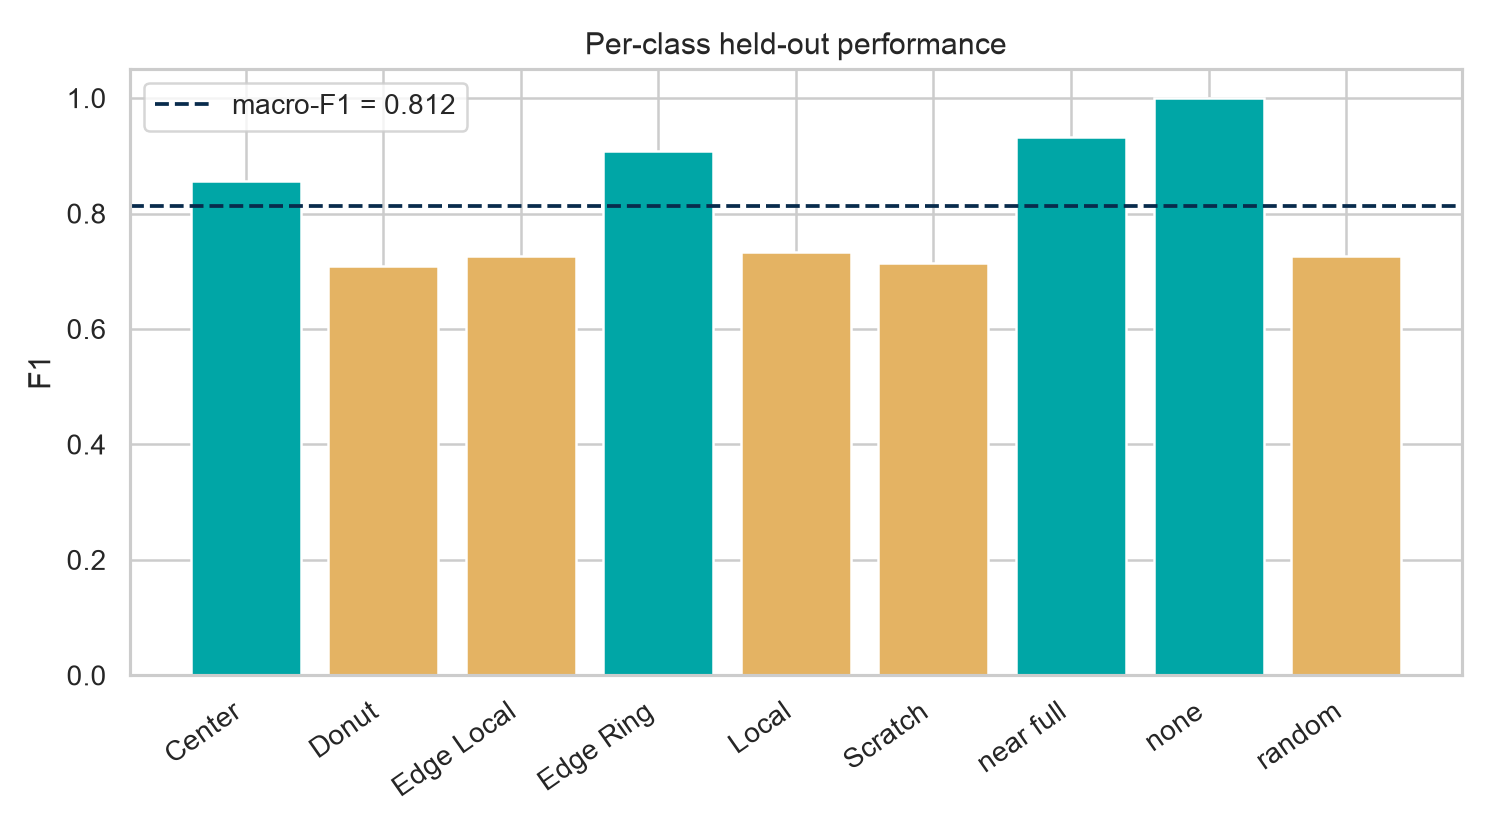 Per-class held-out performance
macro-F1 = 0.812
F1
1.0
0.8
0.6
0.4
0.2
0.0
Center
Donut
Edge Local
Edge Ring
Local
Scratch
near full
none
random